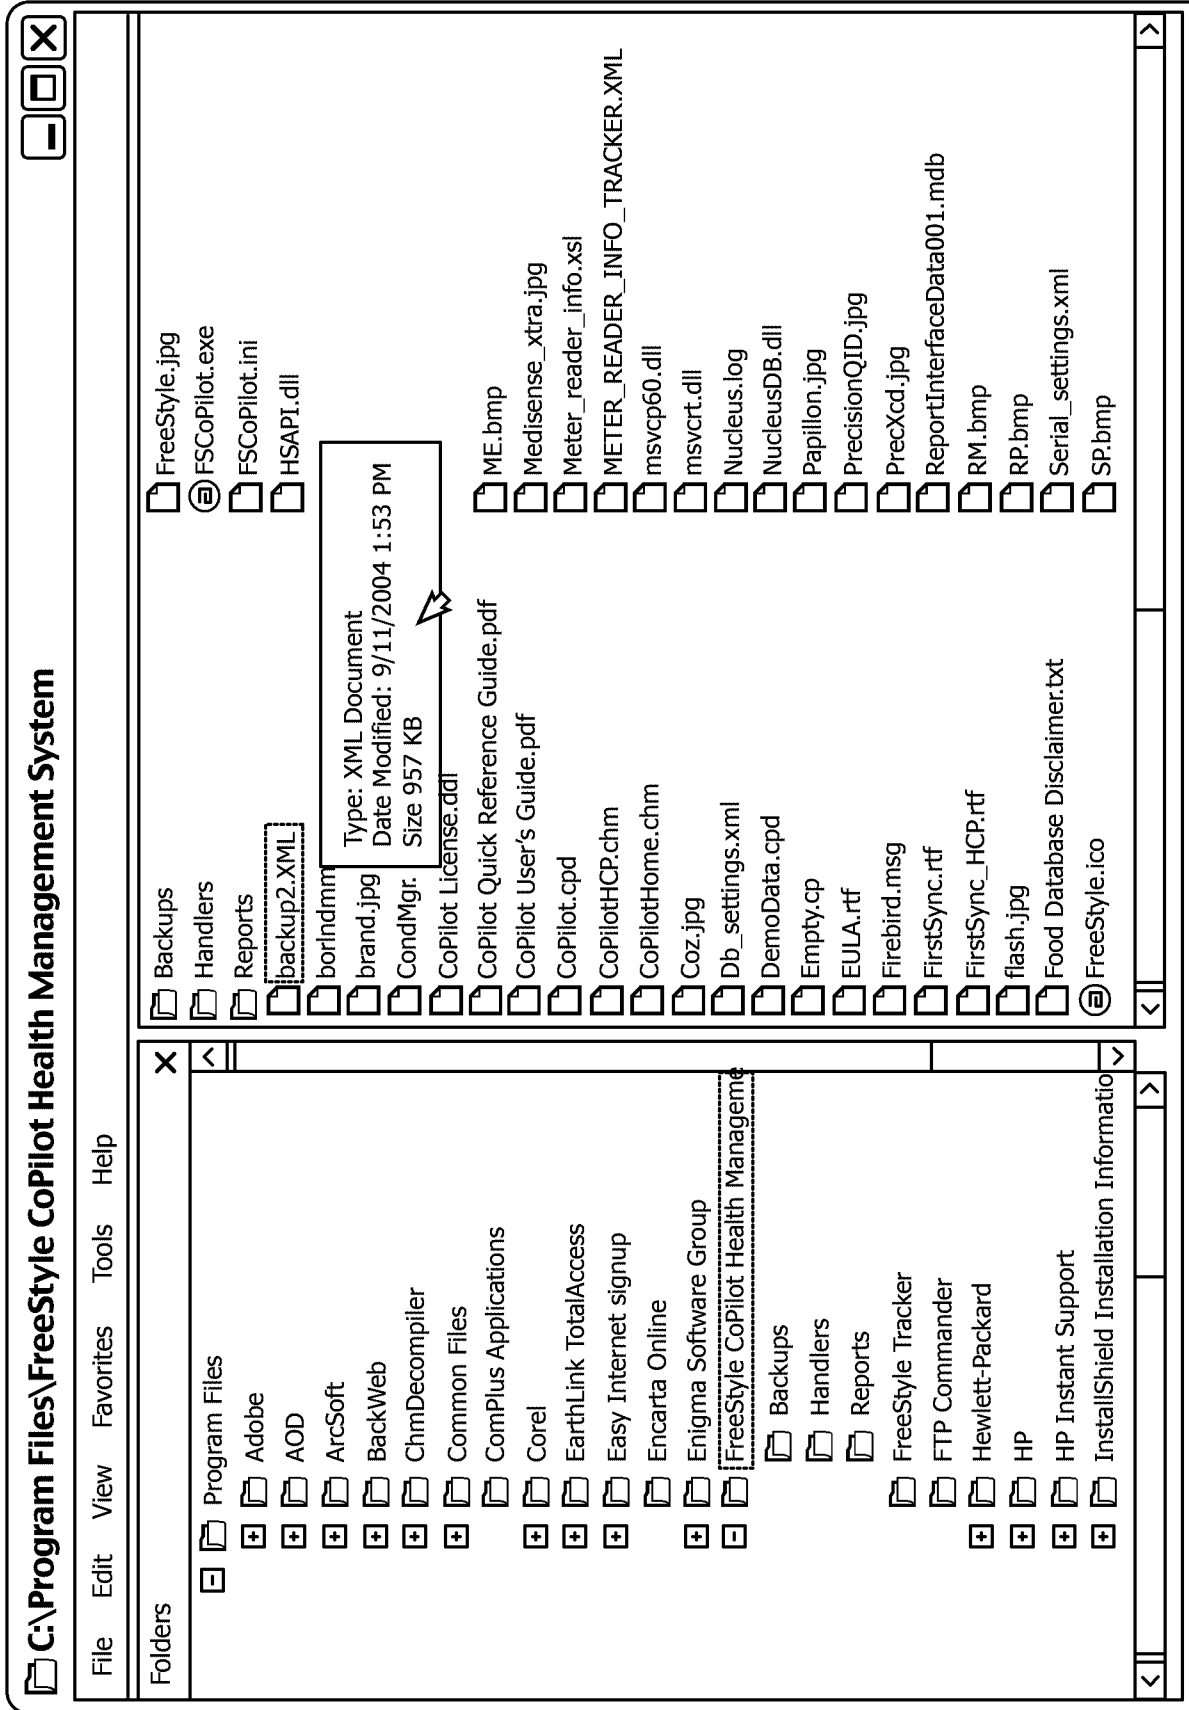 C:\Program Files\FreeStyle CoPilot Health Management System
File Edit View Favorites Tools Help
Folders
Program Files
Adobe
AOD
ArcSoft
BackWeb
ChmDecompiler
Common Files
ComPlus Applications
Corel
EarthLink TotalAccess
Easy Internet signup
Encarta Online
Enigma Software Group
FreeStyle CoPilot Health Manageme
Backups
Handlers
Reports
FreeStyle Tracker
FTP Commander
Hewlett-Packard
HP
HP Instant Support
InstallShield Installation Informatio
Backups
Handlers
Reports
backup2.XML
borlndmm
brand.jpg
CondMgr.
CoPilot License.ddl
CoPilot Quick Reference Guide.pdf
CoPilot User's Guide.pdf
CoPilot.cpd
CoPilotHCP.chm
CoPilotHome.chm
Coz.jpg
Db_settings.xml
DemoData.cpd
Empty.cp
EULA.rtf
Firebird.msg
FirstSync.rtf
FirstSync_HCP.rtf
flash.jpg
Food Database Disclaimer.txt
FreeStyle.ico
Type: XML Document
Date Modified: 9/11/2004 1:53 PM
Size 957 KB
FreeStyle.jpg
FSCoPilot.exe
FSCoPilot.ini
HSAPI.dll
ME.bmp
Medisense_xtra.jpg
Meter_reader_info.xsl
METER_READER_INFO_TRACKER.XML
msvcp60.dll
msvcrt.dll
Nucleus.log
NucleusDB.dll
Papillon.jpg
PrecisionQID.jpg
PrecXcd.jpg
ReportInterfaceData001.mdb
RM.bmp
RP.bmp
Serial_settings.xml
SP.bmp